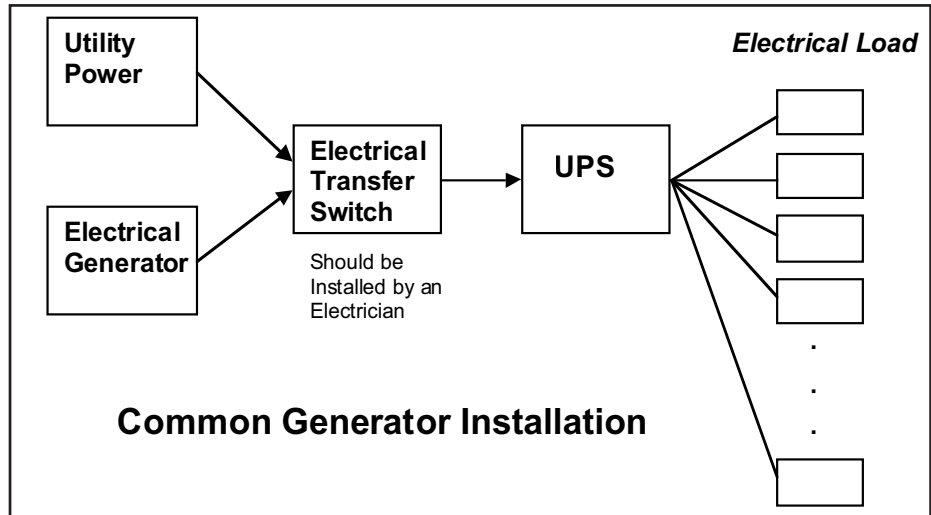 Utility
Power
Electrical Load
Electrical
Transfer
Switch
UPS
Electrical
Generator
Should be
Installed by an
Electrician
.
.
.
Common Generator Installation